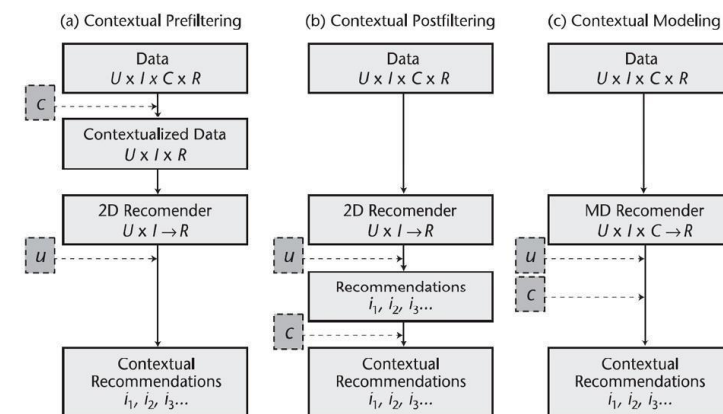 (a) Contextual Prefiltering
Data
U x I x C x R
c
Contextualized Data
U x I x R
2D Recomender
U x I → R
u
Contextual
Recommendations
i₁, i₂, i₃...
(b) Contextual Postfiltering
Data
U x I x C x R
2D Recomender
U x I → R
u
Recommendations
i₁, i₂, i₃...
c
Contextual
Recommendations
i₁, i₂, i₃...
(c) Contextual Modeling
Data
U x I x C x R
MD Recomender
U x I x C → R
u
c
Contextual
Recommendations
i₁, i₂, i₃...